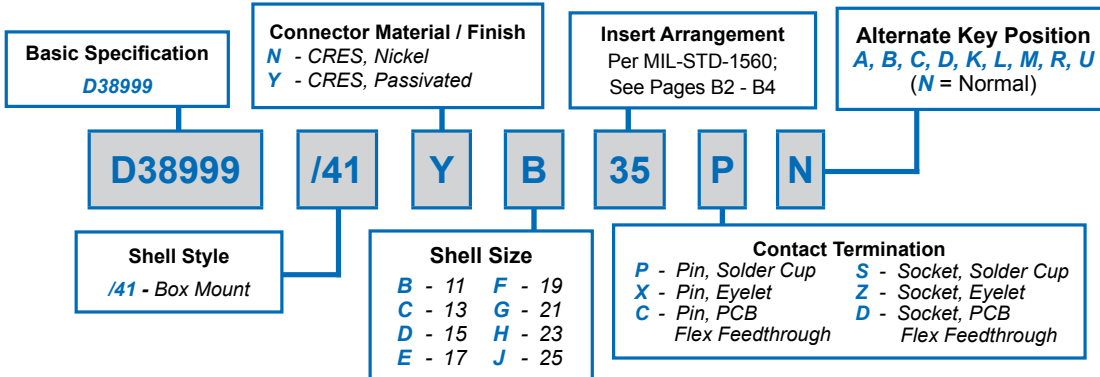 Basic Specification
D38999
Connector Material / Finish
N - CRES, Nickel
Y - CRES, Passivated
Insert Arrangement
Per MIL-STD-1560;
See Pages B2 - B4
Alternate Key Position
A, B, C, D, K, L, M, R, U
(N = Normal)
D38999 /41 Y B 35 P N
Shell Style
/41 - Box Mount
Shell Size
B - 11 F - 19
C - 13 G - 21
D - 15 H - 23
E - 17 J - 25
Contact Termination
P - Pin, Solder Cup S - Socket, Solder Cup
X - Pin, Eyelet Z - Socket, Eyelet
C - Pin, PCB D - Socket, PCB
Flex Feedthrough Flex Feedthrough